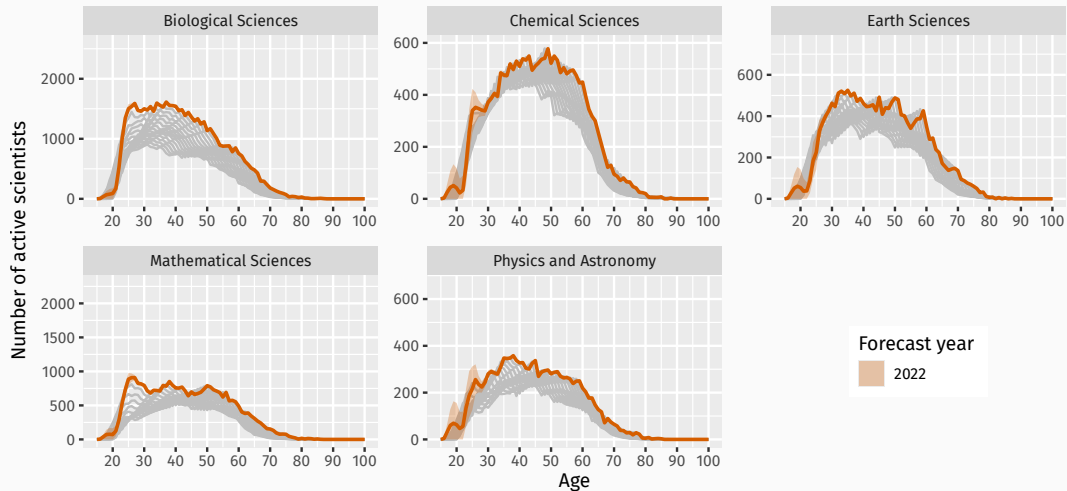 Biological Sciences
Chemical Sciences
Earth Sciences
Number of active scientists
2000
1000
0
600
400
200
0
600
400
200
0
20 30 40 50 60 70 80 90 100
20 30 40 50 60 70 80 90 100
20 30 40 50 60 70 80 90 100
Mathematical Sciences
Physics and Astronomy
2000
1500
1000
500
0
600
400
200
0
20 30 40 50 60 70 80 90 100
20 30 40 50 60 70 80 90 100
Age
Forecast year
2022